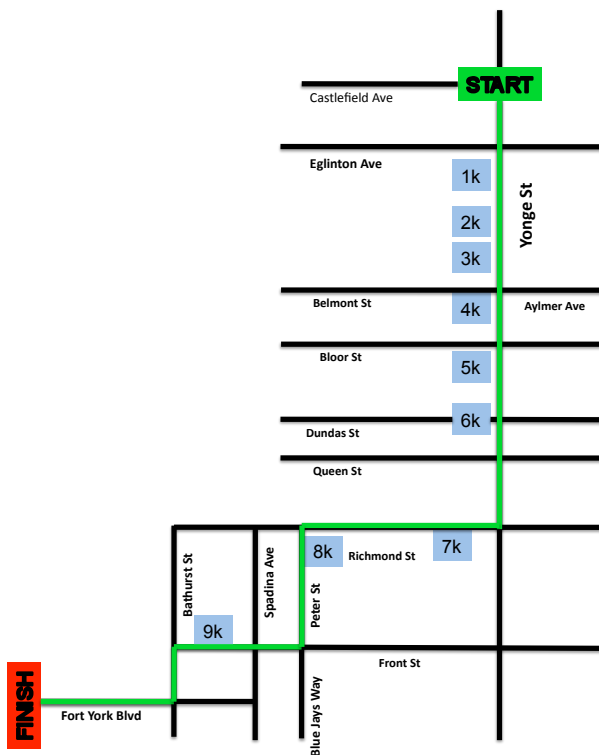 START
Castlefield Ave
Eglinton Ave
1k
Yonge St
2k
3k
Belmont St
4k
Aylmer Ave
Bloor St
5k
6k
Dundas St
Queen St
7k
8k
Richmond St
Bathurst St
Spadina Ave
Peter St
9k
Front St
FINISH
Fort York Blvd
Blue Jays Way